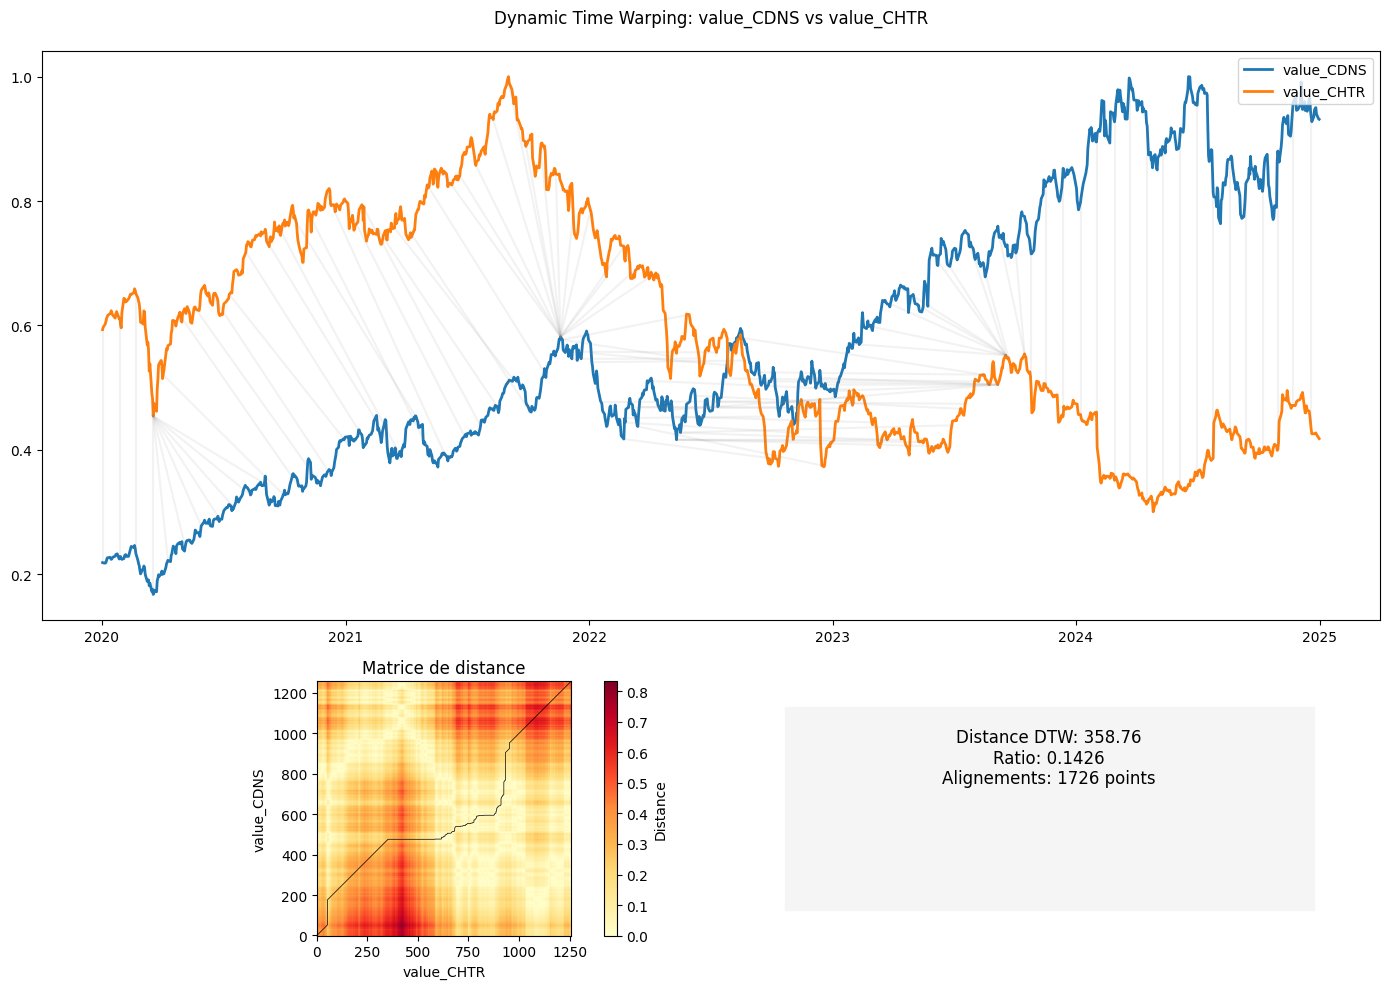 Dynamic Time Warping: value_CDNS vs value_CHTR
value_CDNS
value_CHTR
1.0
0.8
0.6
0.4
0.2
2020 2021 2022 2023 2024 2025
Matrice de distance
value_CDNS
1200
1000
800
600
400
200
0
0 250 500 750 1000 1250
value_CHTR
0.8
0.7
0.6
0.5
0.4
0.3
0.2
0.1
0.0
Distance
Distance DTW: 358.76
Ratio: 0.1426
Alignements: 1726 points